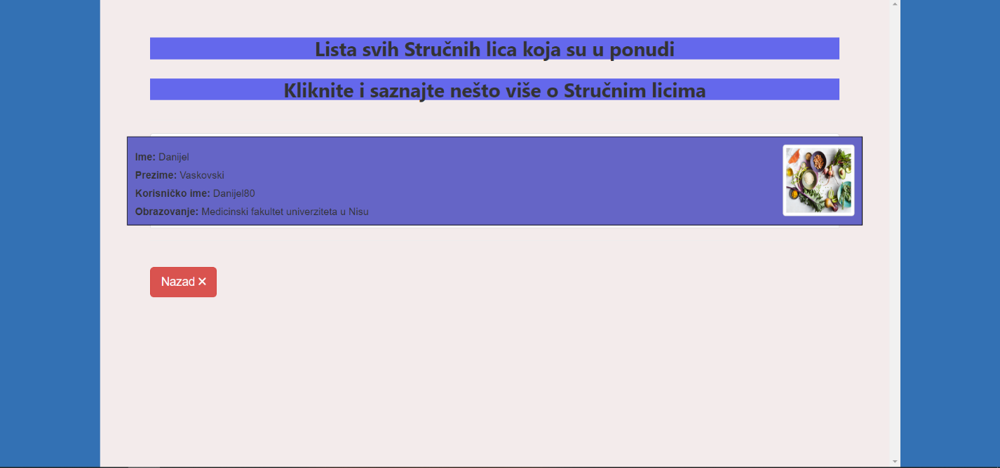 Lista svih Stručnih lica koja su u ponudi
Kliknite i saznajte nešto više o Stručnim licima
Ime: Danijel
Prezime: Vaskovski
Korisničko ime: Danijel80
Obrazovanje: Medicinski fakultet univerziteta u Nisu
Nazad ×